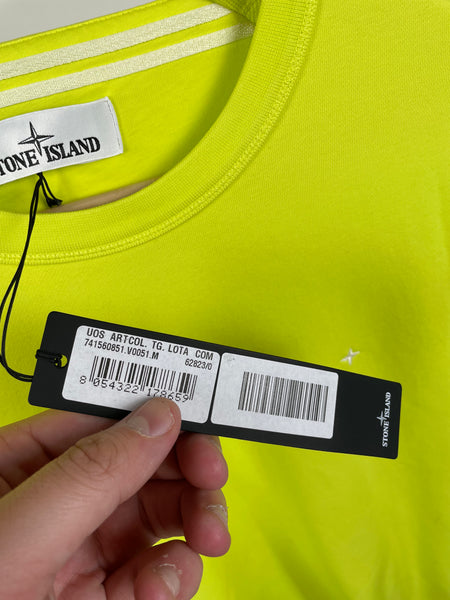 STONE ISLAND
UOS ARTCOL. TG. LOTA COM
741560851.V0051.M 62823/0
8 054322 178659
STONE ISLAND